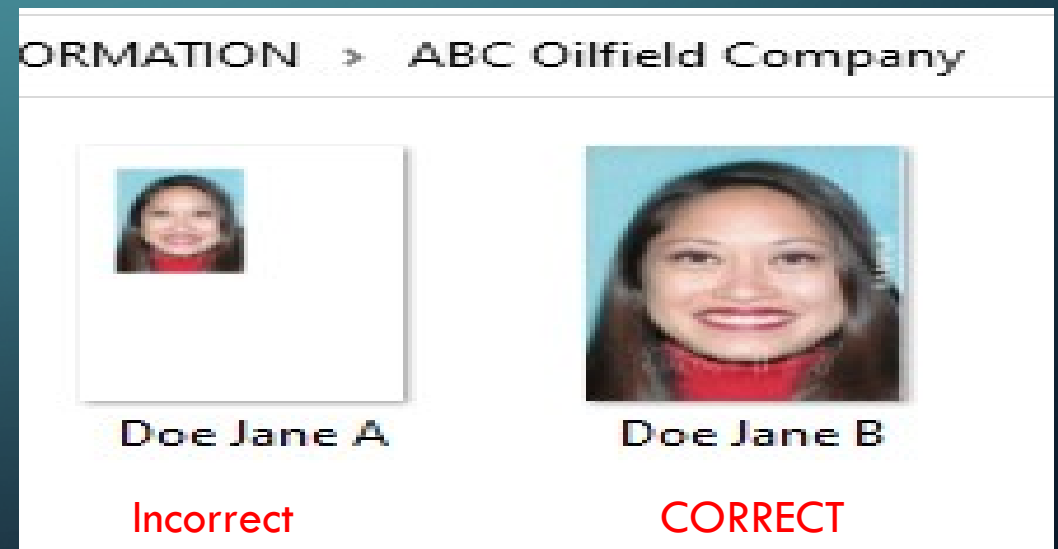 ORMATION > ABC Oilfield Company
Doe Jane A Doe Jane B
Incorrect CORRECT